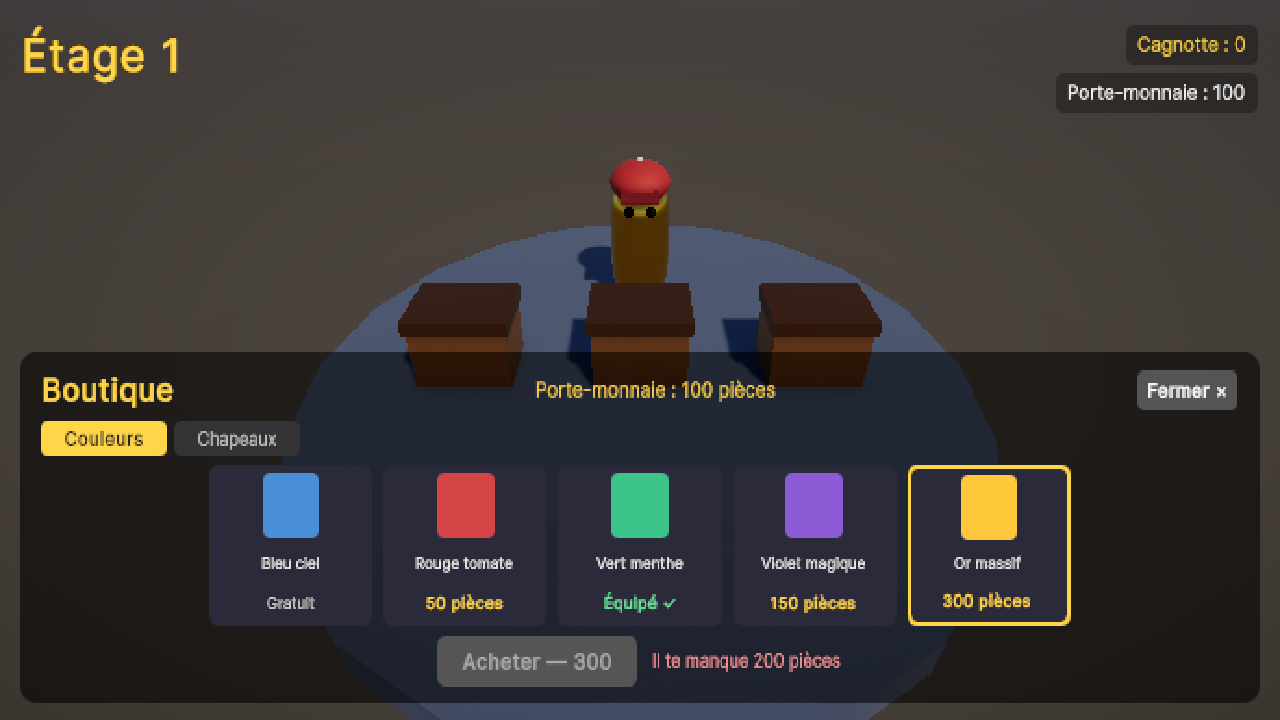 Étage 1
Cagnotte : 0
Porte-monnaie : 100
Boutique
Porte-monnaie : 100 pièces
Fermer ×
Couleurs
Chapeaux
Bleu ciel
Rouge tomate
Vert menthe
Violet magique
Or massif
Gratuit
50 pièces
Équipé ✓
150 pièces
300 pièces
Acheter — 300
Il te manque 200 pièces